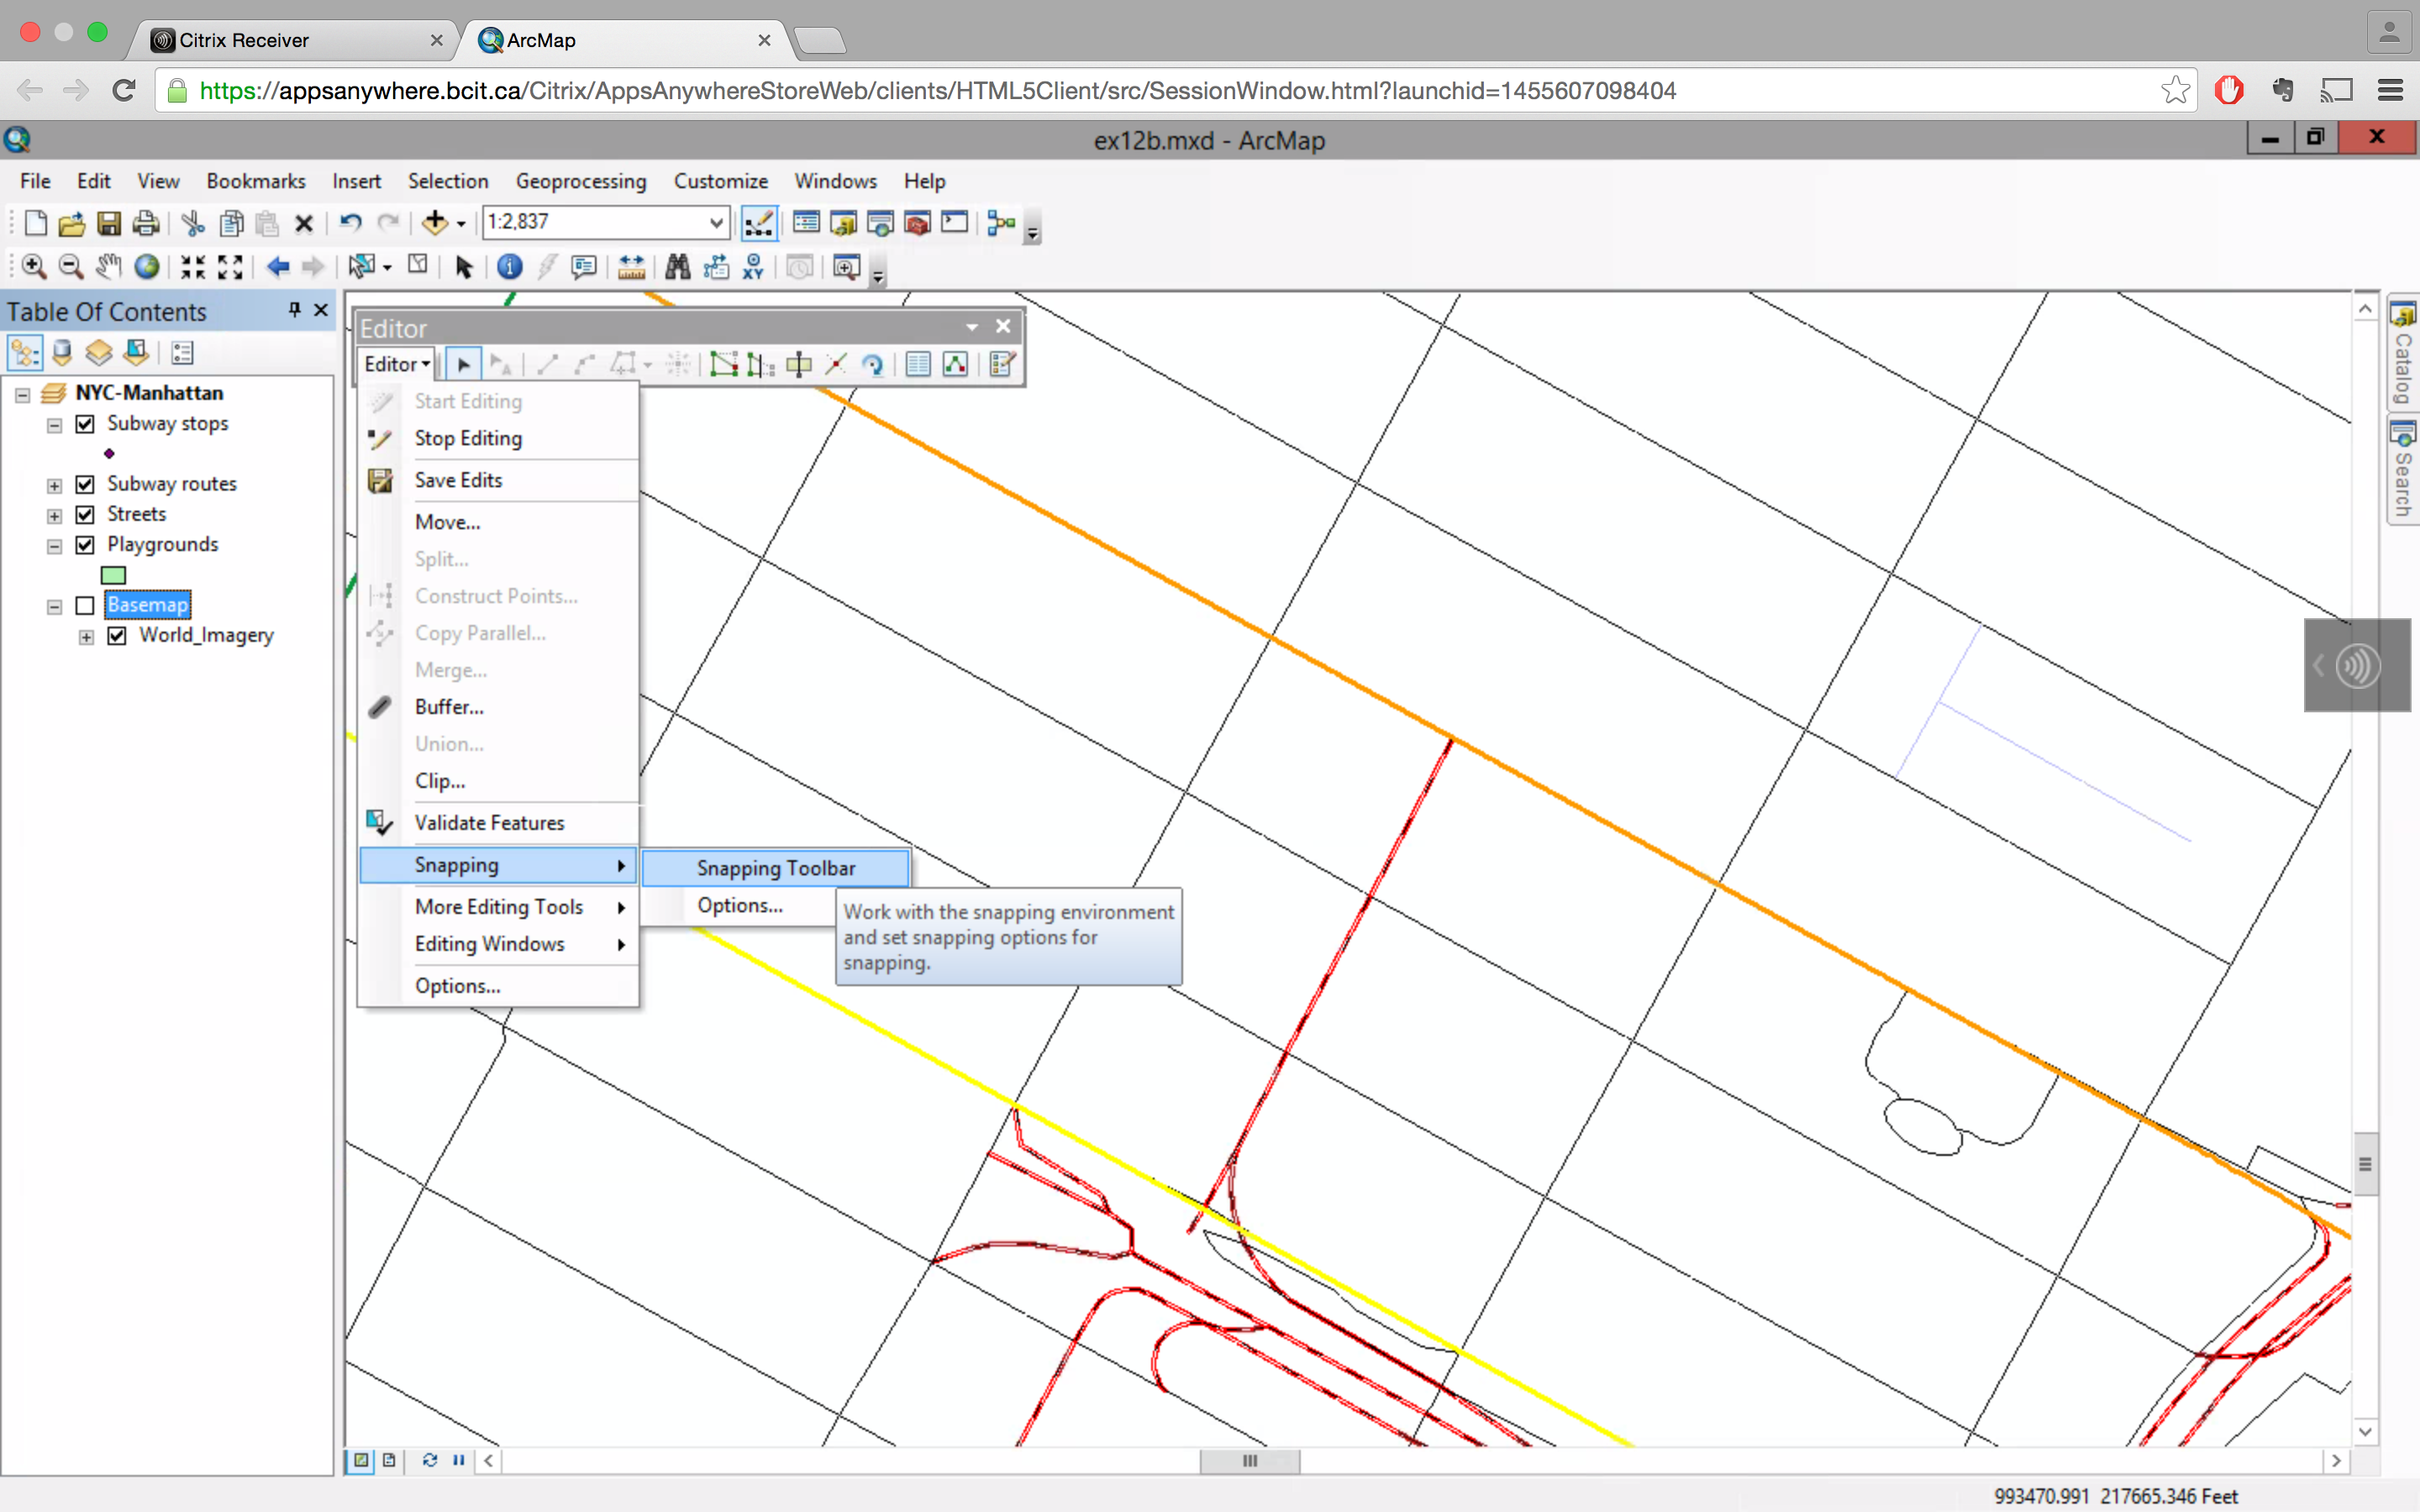 Citrix Receiver
ArcMap
https://appsanywhere.bcit.ca/Citrix/AppsAnywhereStoreWeb/clients/HTML5Client/src/SessionWindow.html?launchid=1455607098404
ex12b.mxd - ArcMap
File Edit View Bookmarks Insert Selection Geoprocessing Customize Windows Help
1:2,837
XY
Table Of Contents
NYC-Manhattan
Subway stops
Subway routes
Streets
Playgrounds
Basemap
World_Imagery
Editor
Editor
Start Editing
Stop Editing
Save Edits
Move...
Split...
Construct Points...
Copy Parallel...
Merge...
Buffer...
Union...
Clip...
Validate Features
Snapping
More Editing Tools
Editing Windows
Options...
Snapping Toolbar
Options...
Work with the snapping environment
and set snapping options for
snapping.
Catalog
Search
993470.991 217665.346 Feet